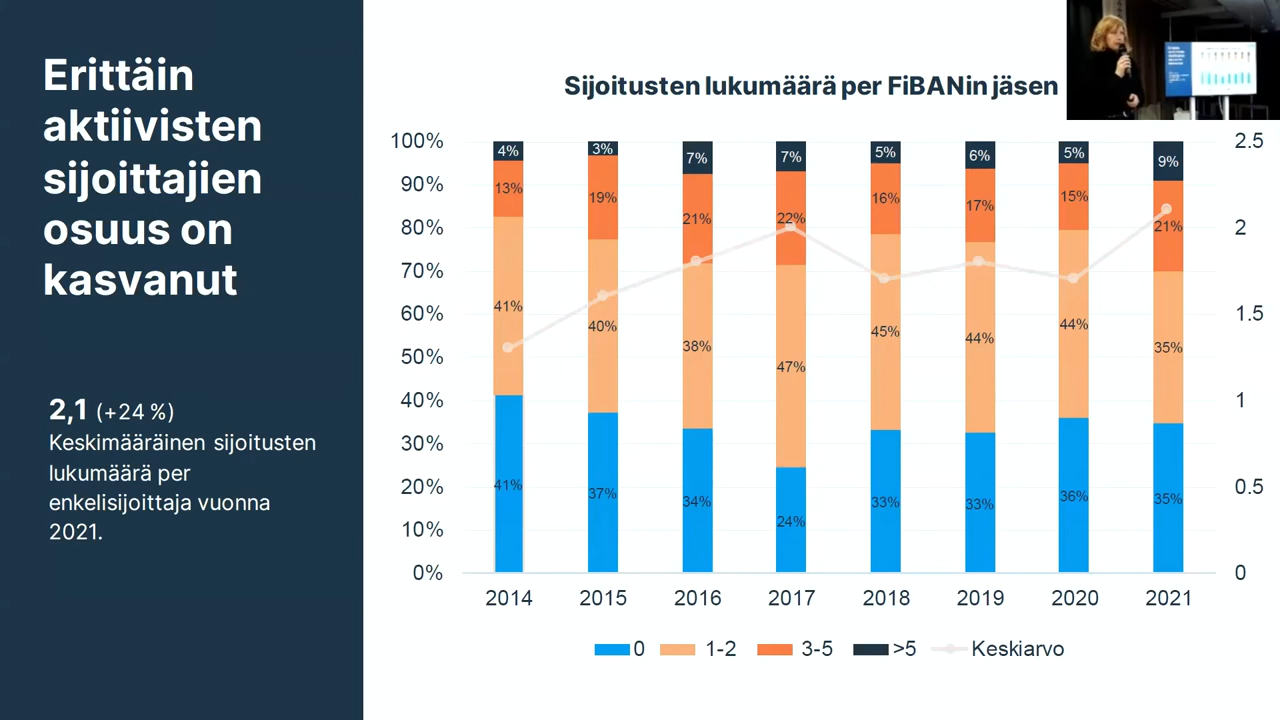 Erittäin
aktiivisten
sijoittajien
osuus on
kasvanut
2,1 (+24 %)
Keskimääräinen sijoitusten
lukumäärä per
enkelisijoittaja vuonna
2021.
Sijoitusten lukumäärä per FiBANin jäsen
100%
90%
80%
70%
60%
50%
40%
30%
20%
10%
0%
4% 3% 7% 7% 5% 6% 5% 9%
13% 19% 21% 22% 16% 17% 15% 21%
41% 40% 38% 47% 45% 44% 44% 35%
41% 37% 34% 24% 33% 33% 36% 35%
2.5
2
1.5
1
0.5
0
2014 2015 2016 2017 2018 2019 2020 2021
0 1-2 3-5 >5 Keskiarvo